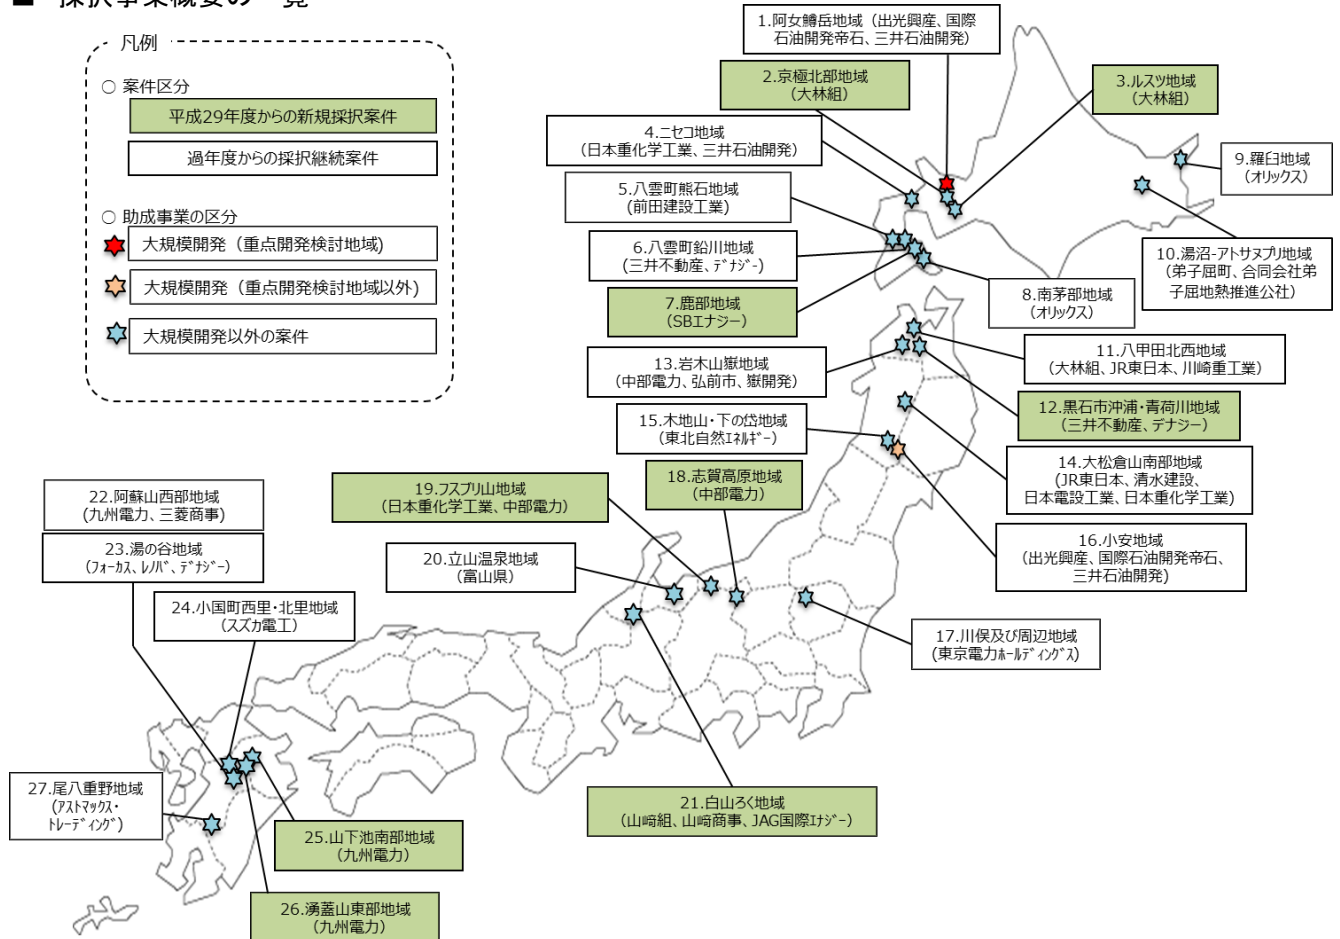 ■ 採択事業概要の一覧
凡例
○ 案件区分
平成29年度からの新規採択案件
過年度からの採択継続案件
○ 助成事業の区分
大規模開発（重点開発検討地域)
大規模開発（重点開発検討地域以外)
大規模開発以外の案件
1.阿女鱒岳地域（出光興産、国際
石油開発帝石、三井石油開発）
2.京極北部地域
（大林組）
3.ルスツ地域
（大林組）
4.ニセコ地域
（日本重化学工業、三井石油開発）
5.八雲町熊石地域
（前田建設工業）
6.八雲町鉛川地域
（三井不動産、ﾃﾞﾅｼﾞｰ）
7.鹿部地域
（SBエナジー）
8.南茅部地域
（オリックス）
9.羅臼地域
（オリックス）
10.湯沼-アトサヌプリ地域
（弟子屈町、合同会社弟
子屈地熱推進公社）
11.八甲田北西地域
（大林組、JR東日本、川崎重工業）
12.黒石市沖浦・青荷川地域
（三井不動産、デナジー）
13.岩木山嶽地域
（中部電力、弘前市、嶽開発）
14.大松倉山南部地域
（JR東日本、清水建設、
日本電設工業、日本重化学工業）
15.木地山・下の岱地域
（東北自然ｴﾈﾙｷﾞｰ）
16.小安地域
（出光興産、国際石油開発帝石、
三井石油開発）
17.川俣及び周辺地域
（東京電力ﾎｰﾙﾃﾞｨﾝｸﾞｽ）
18.志賀高原地域
（中部電力）
19.フスブリ山地域
（日本重化学工業、中部電力）
20.立山温泉地域
（富山県）
21.白山ろく地域
（山﨑組、山﨑商事、JAG国際ｴﾅｼﾞｰ）
22.阿蘇山西部地域
（九州電力、三菱商事）
23.湯の谷地域
（ﾌｫｰｶｽ、ﾚﾉﾊﾞ、ﾃﾞﾅｼﾞｰ）
24.小国町西里・北里地域
（スズカ電工）
25.山下池南部地域
（九州電力）
26.涌蓋山東部地域
（九州電力）
27.尾八重野地域
（ｱｽﾄﾏｯｸｽ・
ﾄﾚｰﾃﾞｨﾝｸﾞ）